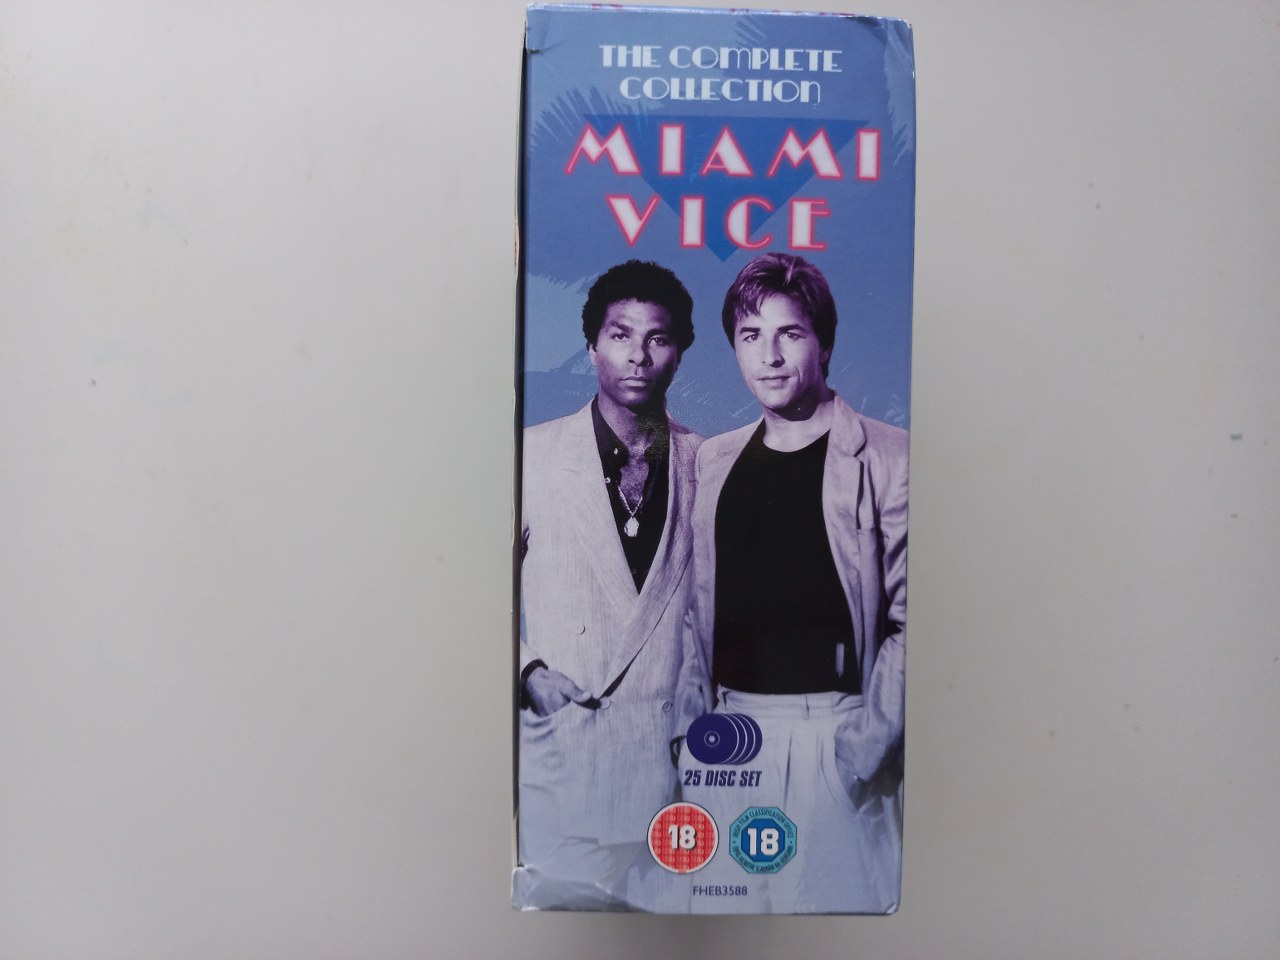 THE COMPLETE
COLLECTION
MIAMI
VICE
25 DISC SET
18
18
FHEB3588